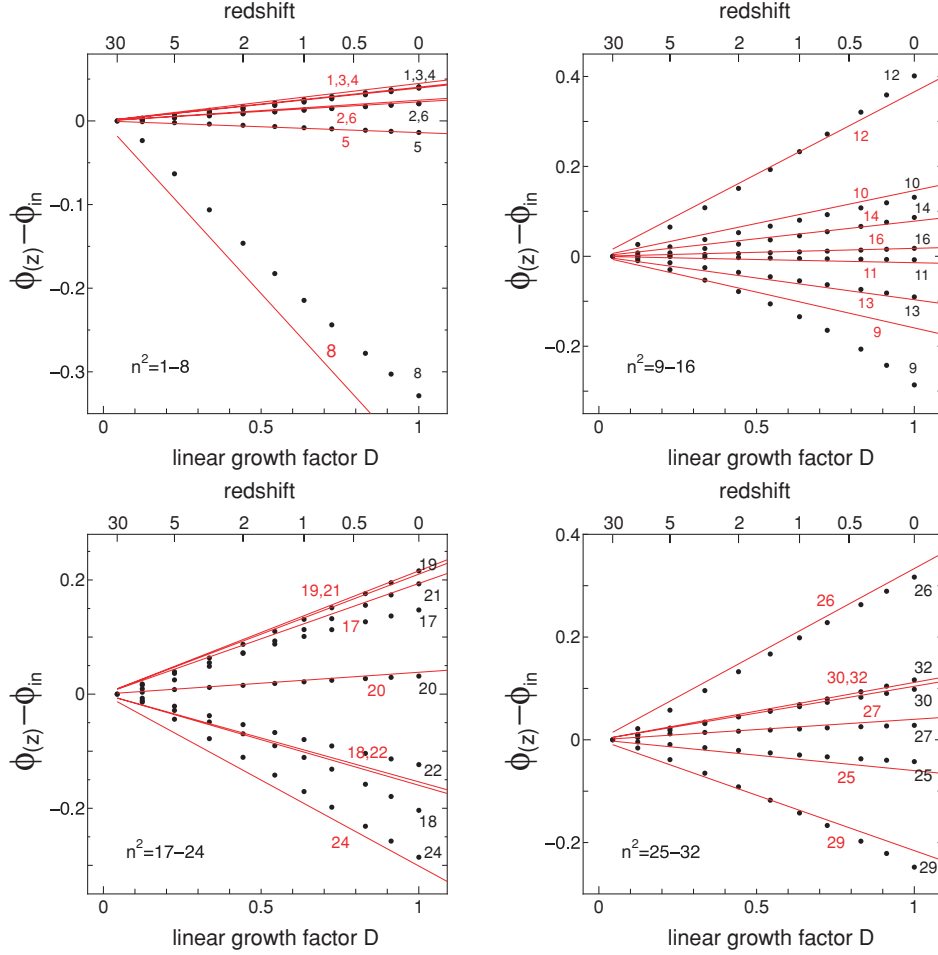 redshift
30 5 2 1 0.5 0
1,3,4 1,3,4
0
2,6 2,6
5 5
−0.1
ϕ(z)−ϕin
−0.2
8
−0.3
n²=1−8 8
0 0.5 1
linear growth factor D
redshift
30 5 2 1 0.5 0
0.4
12
12
0.2
10 10
14 14
ϕ(z)−ϕin
16 16
0
11 11
13 13
9
−0.2
n²=9−16 9
0 0.5 1
linear growth factor D
redshift
30 5 2 1 0.5 0
19
0.2
19,21 21
17 17
ϕ(z)−ϕin
0
20 20
18,22 22
−0.2
18
n²=17−24 24 24
0 0.5 1
linear growth factor D
redshift
30 5 2 1 0.5 0
0.4
26 26
0.2
ϕ(z)−ϕin
30,32 32
30
27 27
0
25 25
−0.2
n²=25−32 29 29
0 0.5 1
linear growth factor D